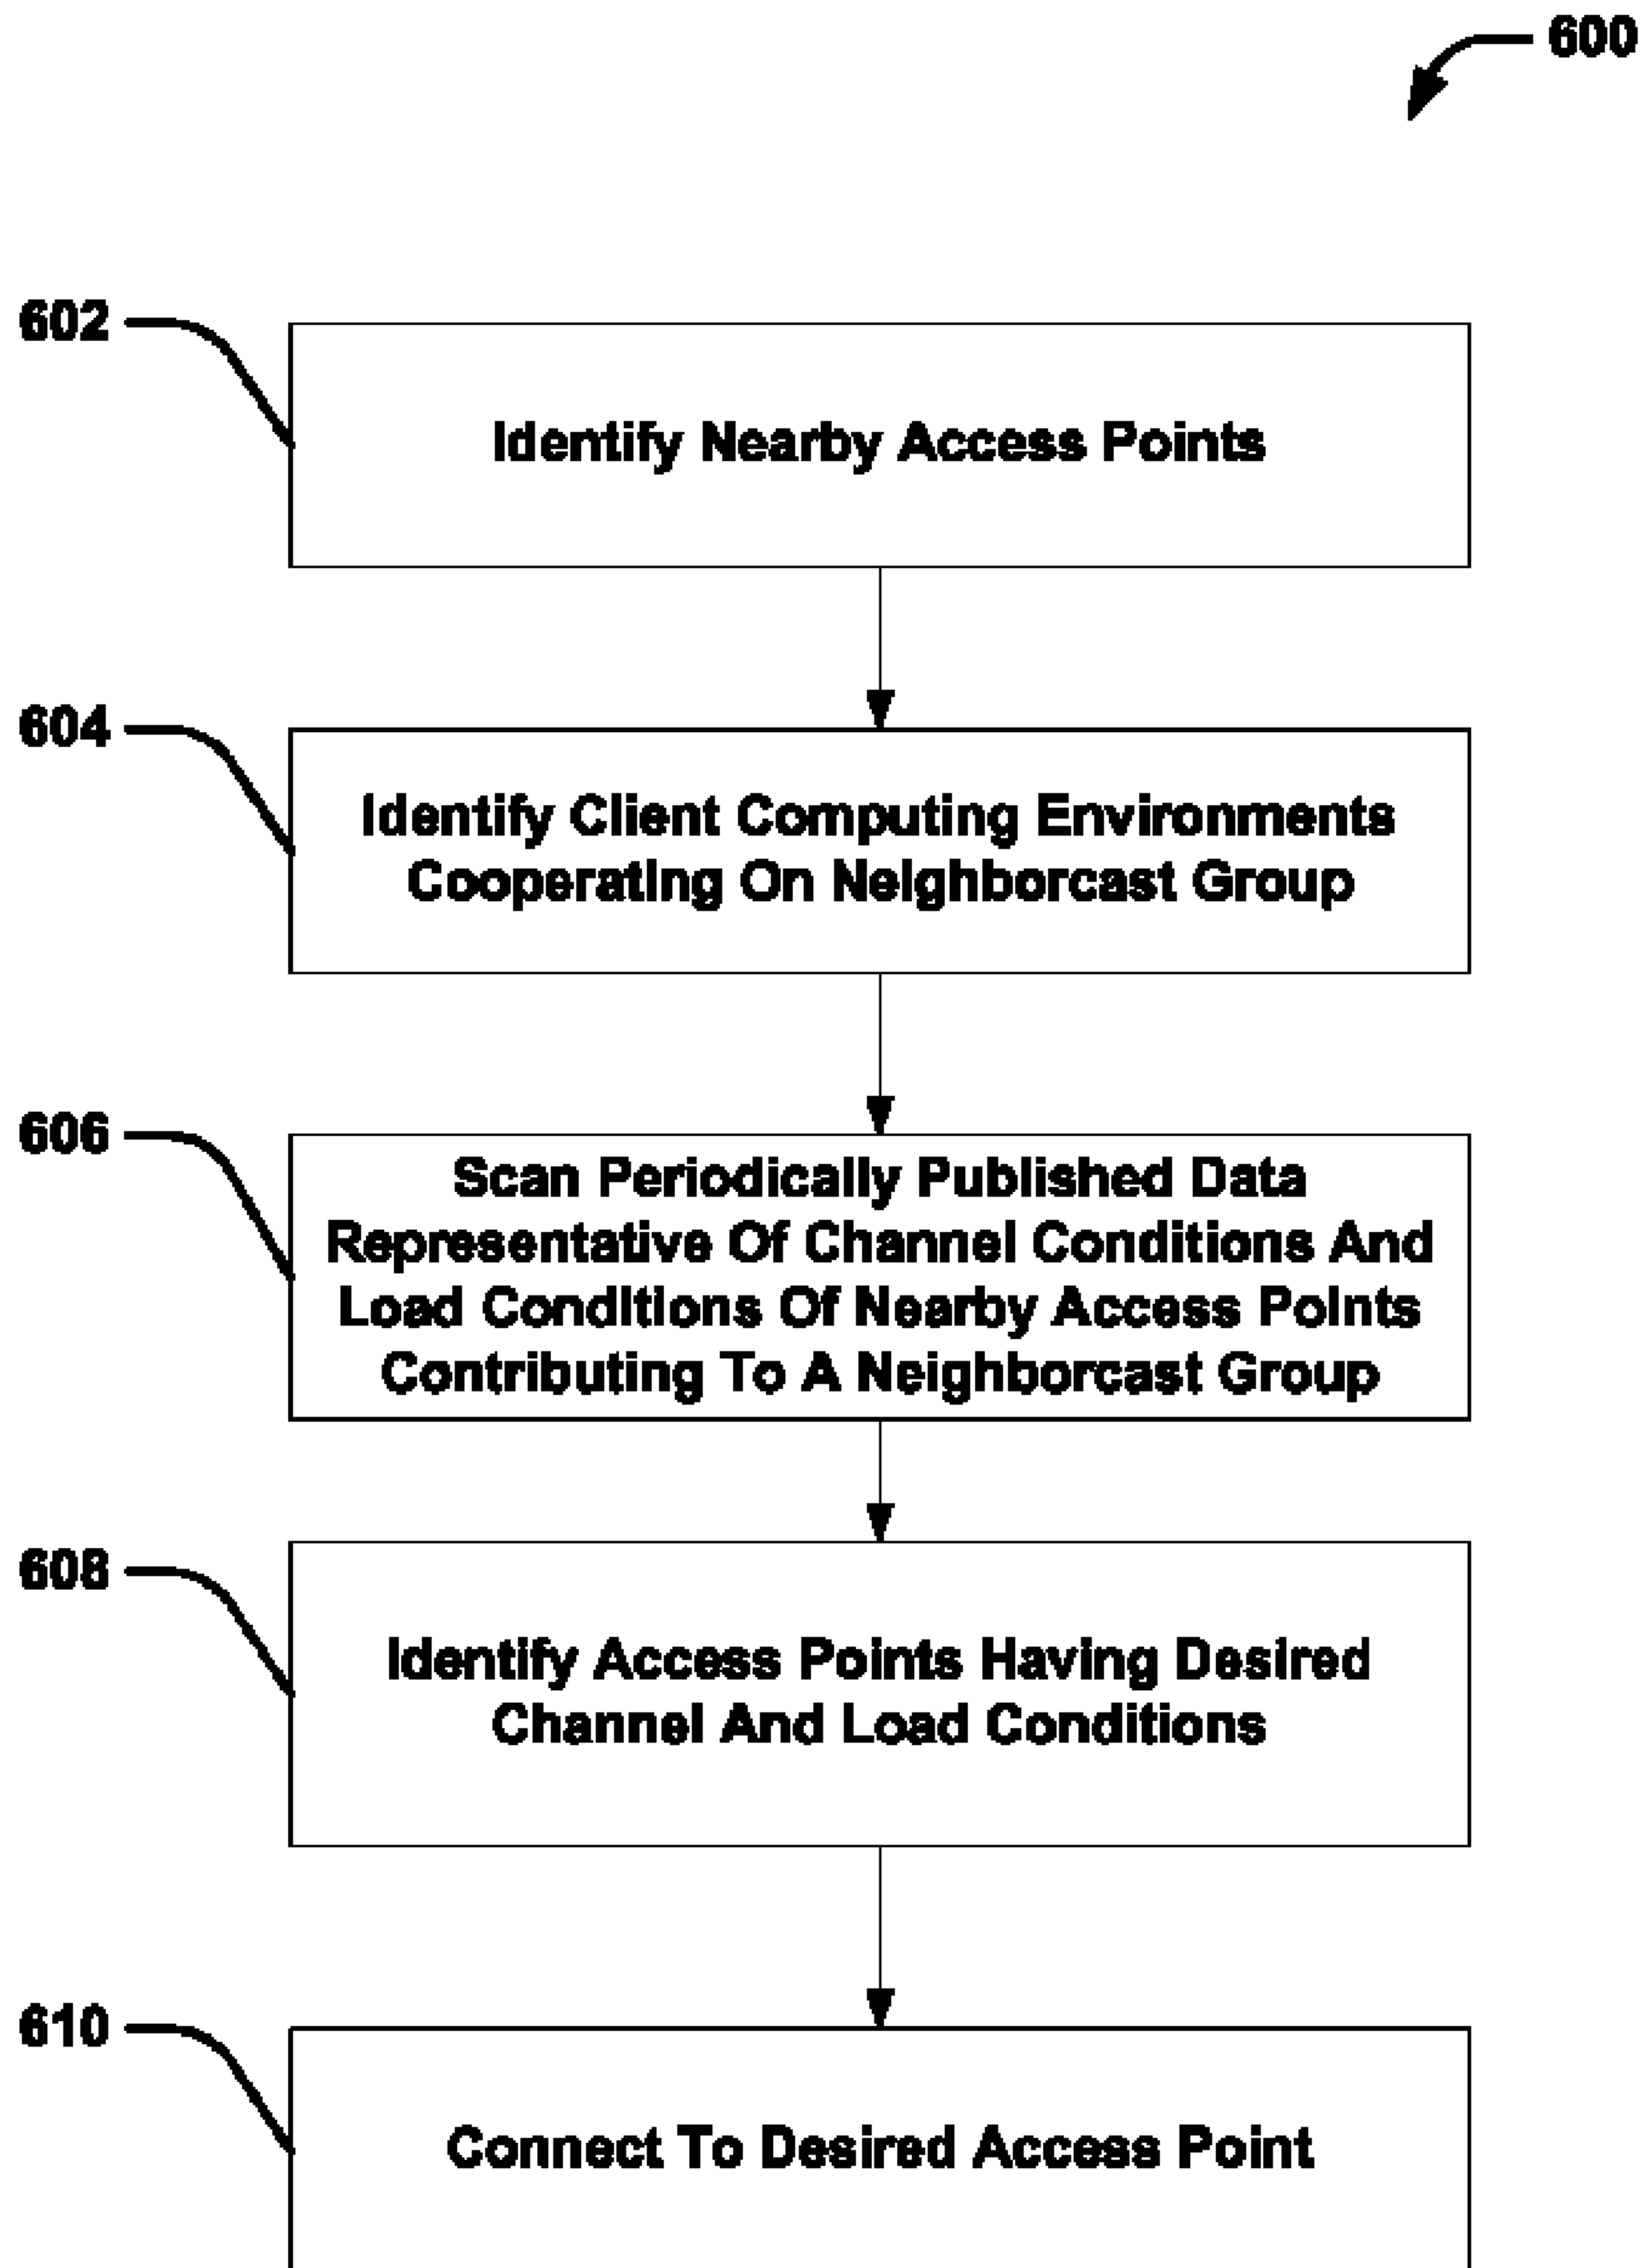 600
602
Identify Nearby Access Points
604
Identify Client Computing Environments
Cooperating On Neighborcast Group
606
Scan Periodically Published Data
Representative Of Channel Conditions And
Load Conditions Of Nearby Access Points
Contributing To A Neighborcast Group
608
Identify Access Points Having Desired
Channel And Load Conditions
610
Connect To Desired Access Point